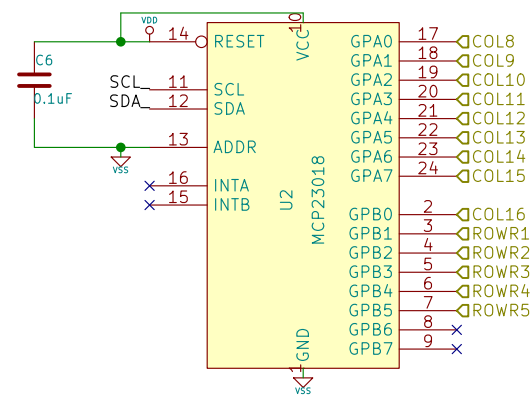 VDD
14 RESET
10 VCC
C6
0.1uF
SCL 11 SCL
SDA 12 SDA
13 ADDR
VSS
16 INTA
15 INTB
U2
MCP23018
GPA0 17 COL8
GPA1 18 COL9
GPA2 19 COL10
GPA3 20 COL11
GPA4 21 COL12
GPA5 22 COL13
GPA6 23 COL14
GPA7 24 COL15
GPB0 2 COL16
GPB1 3 ROWR1
GPB2 4 ROWR2
GPB3 5 ROWR3
GPB4 6 ROWR4
GPB5 7 ROWR5
GPB6 8
GPB7 9
1 GND
VSS